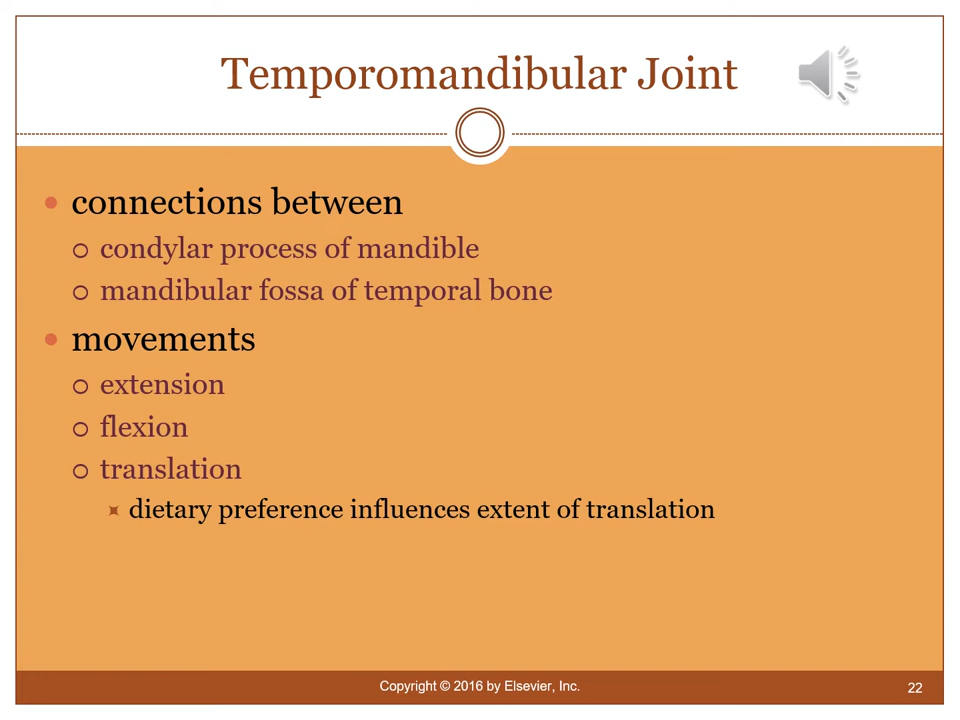 Temporomandibular Joint
connections between
condylar process of mandible
mandibular fossa of temporal bone
movements
extension
flexion
translation
dietary preference influences extent of translation
Copyright © 2016 by Elsevier, Inc.
22